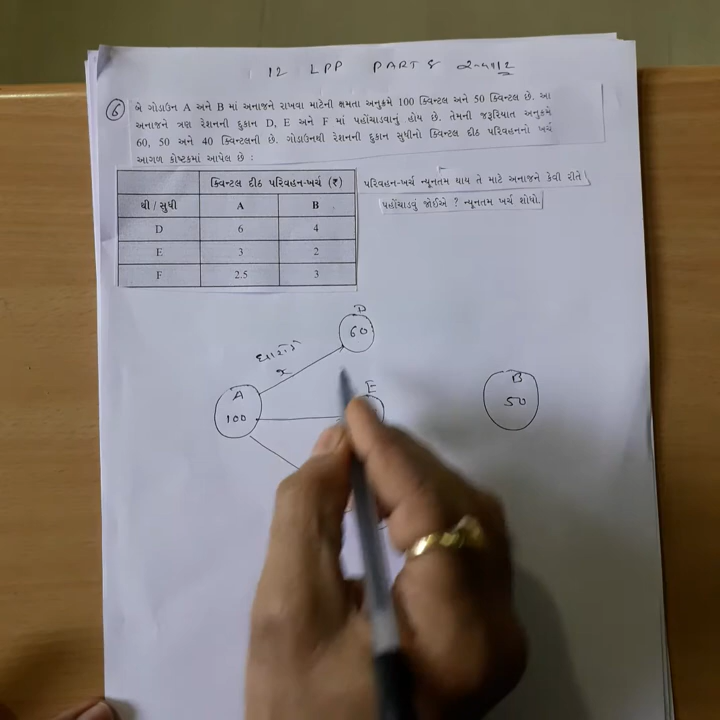 12 LPP PART 8 2-4912
6 બે ગોડાઉન A અને B માં અનાજને રાખવા માટેની ક્ષમતા અનુક્રમે 100 ક્વિન્ટલ અને 50 ક્વિન્ટલ છે. આ
અનાજને ત્રણ રેશનની દુકાન D, E અને F માં પહોંચાડવાનું હોય છે. તેમની જરૂરિયાત અનુક્રમે
60, 50 અને 40 ક્વિન્ટલની છે. ગોડાઉનથી રેશનની દુકાન સુધીનો ક્વિન્ટલ દીઠ પરિવહનનો ખર્ચ
આગળ કોષ્ટકમાં આપેલ છે :
ક્વિન્ટલ દીઠ પરિવહન-ખર્ચ (₹)
થી / સુધી A B
D 6 4
E 3 2
F 2.5 3
પરિવહન-ખર્ચ ન્યૂનતમ થાય તે માટે અનાજને કેવી રીતે
પહોંચાડવું જોઈએ ? ન્યૂનતમ ખર્ચ શોધો.
D
60
ધારોકે
x
A
100
E
B
50